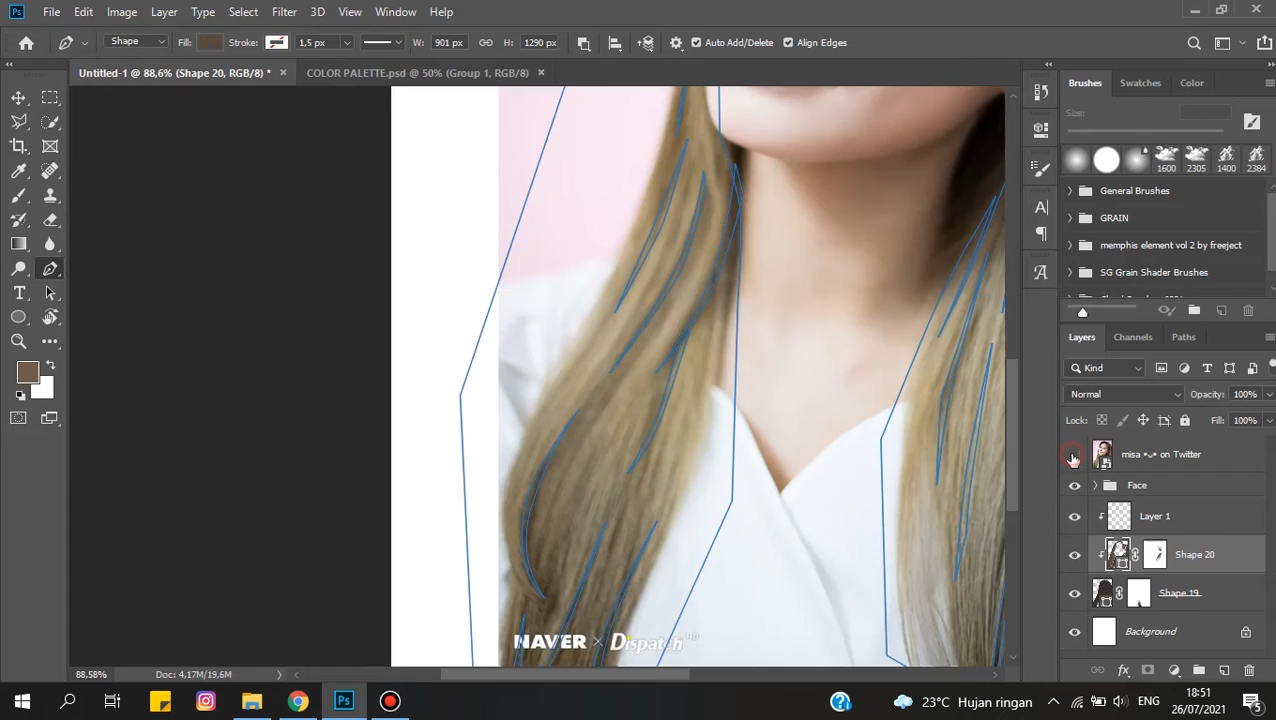 File Edit Image Layer Type Select Filter 3D View Window Help
Shape Fill: Stroke: 1,5 px W: 901 px H: 1290 px Auto Add/Delete Align Edges
Untitled-1 @ 88,6% (Shape 20, RGB/8) * COLOR PALETTE.psd @ 50% (Group 1, RGB/8)
Brushes Swatches Color
Size:
1600 2305 1400 2384
General Brushes
GRAIN
memphis element vol 2 by freeject
SG Grain Shader Brushes
Layers Channels Paths
Kind
Normal Opacity: 100%
Lock: Fill: 100%
misa •ᴗ• on Twitter
Face
Layer 1
Shape 20
Shape 19
Background
NAVER × Dispatch HD
88,58% Doc: 4,17M/19,6M
23°C Hujan ringan ENG 18:51
26/07/2021 5